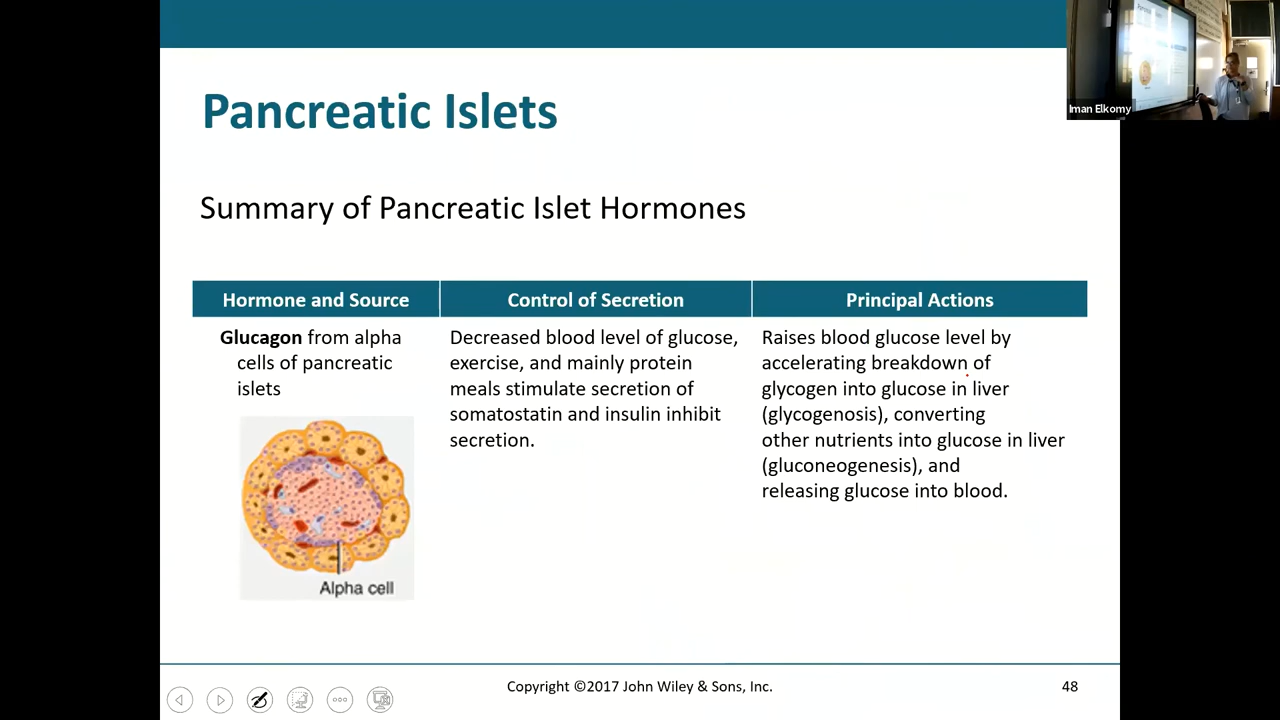 Pancreatic Islets
Iman Elkomy
Summary of Pancreatic Islet Hormones
Hormone and Source
Control of Secretion
Principal Actions
Glucagon from alpha
cells of pancreatic
islets
Decreased blood level of glucose,
exercise, and mainly protein
meals stimulate secretion of
somatostatin and insulin inhibit
secretion.
Raises blood glucose level by
accelerating breakdown of
glycogen into glucose in liver
(glycogenosis), converting
other nutrients into glucose in liver
(gluconeogenesis), and
releasing glucose into blood.
Alpha cell
Copyright ©2017 John Wiley & Sons, Inc.
48